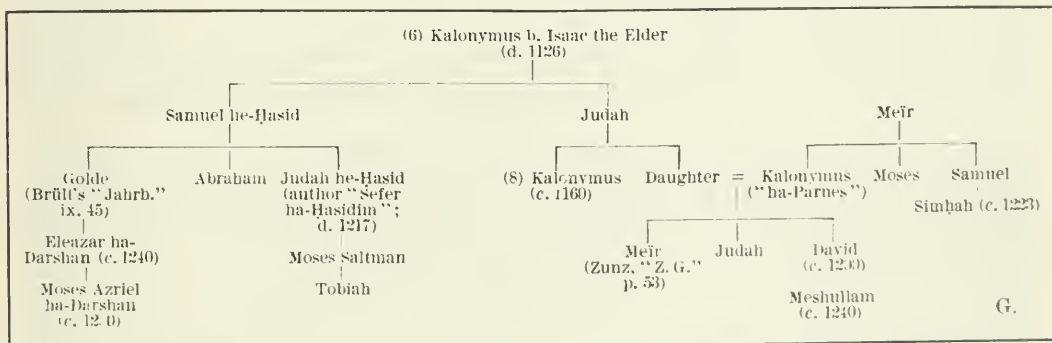 (6) Kalonymus b. Isaac the Elder
(d. 1126)
Samuel he-Ḥasid
Judah
Meïr
Golde
(Brüll's "Jahrb."
ix. 45)
Abraham
Judah he-Ḥasid
(author "Sefer
ha-Ḥasidim";
d. 1217)
(8) Kalonymus
(c. 1160)
Daughter = Kalonymus
("ha-Parnes")
Moses
Samuel
Simḥah (c. 1223)
Eleazar ha-
Darshan (c. 1240)
Moses Saltman
Meïr
(Zunz, "Z. G."
p. 53)
Judah
David
Moses Azriel
ha-Darshan
Tobiah
Meshullam
(c. 1240)
G.